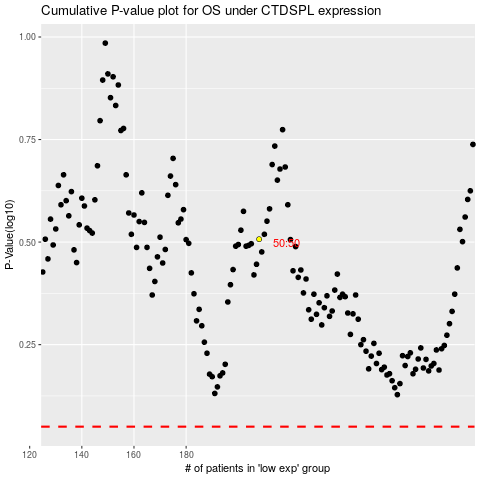 Cumulative P-value plot for OS under CTDSPL expression
P-Value(log10)
1.00
0.75
0.50
0.25
50:50
120 140 160 180
# of patients in 'low exp' group